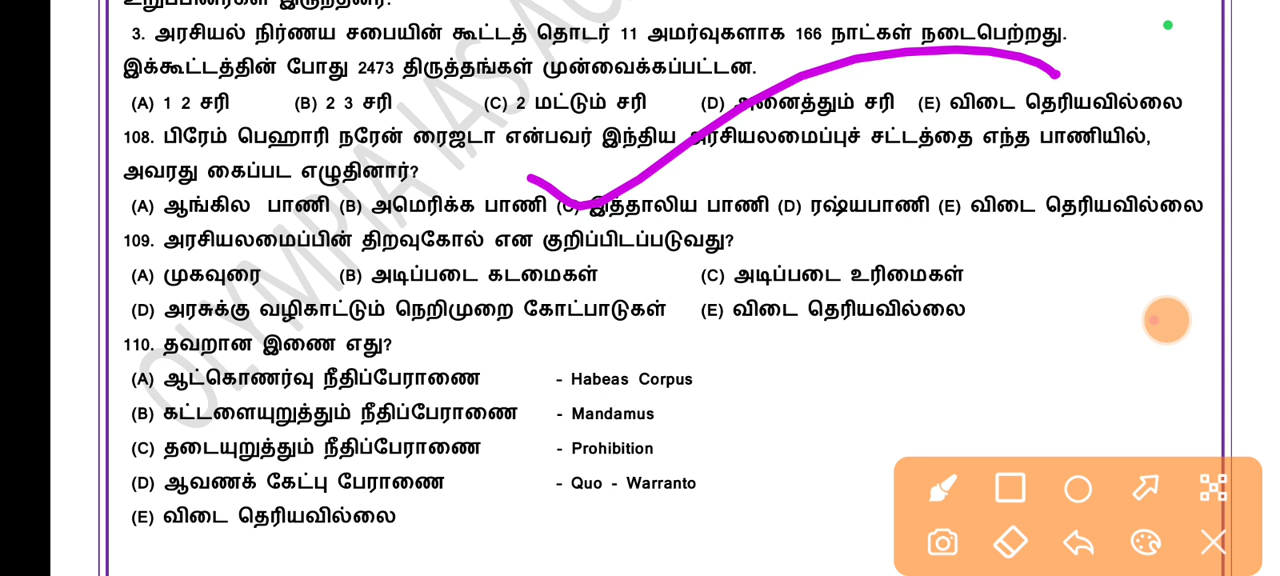 3. அரசியல் நிர்ணய சபையின் கூட்டத் தொடர் 11 அமர்வுகளாக 166 நாட்கள் நடைபெற்றது.
இக்கூட்டத்தின் போது 2473 திருத்தங்கள் முன்வைக்கப்பட்டன.
(A) 1 2 சரி (B) 2 3 சரி (C) 2 மட்டும் சரி (D) அனைத்தும் சரி (E) விடை தெரியவில்லை
108. பிரேம் பெஹாரி நரேன் ரைஜடா என்பவர் இந்திய அரசியலமைப்புச் சட்டத்தை எந்த பாணியில்,
அவரது கைப்பட எழுதினார்?
(A) ஆங்கில பாணி (B) அமெரிக்க பாணி (C) இத்தாலிய பாணி (D) ரஷ்யபாணி (E) விடை தெரியவில்லை
109. அரசியலமைப்பின் திறவுகோல் என குறிப்பிடப்படுவது?
(A) முகவுரை (B) அடிப்படை கடமைகள் (C) அடிப்படை உரிமைகள்
(D) அரசுக்கு வழிகாட்டும் நெறிமுறை கோட்பாடுகள் (E) விடை தெரியவில்லை
110. தவறான இணை எது?
(A) ஆட்கொணர்வு நீதிப்பேராணை - Habeas Corpus
(B) கட்டளையுறுத்தும் நீதிப்பேராணை - Mandamus
(C) தடையுறுத்தும் நீதிப்பேராணை - Prohibition
(D) ஆவணக் கேட்பு பேராணை - Quo - Warranto
(E) விடை தெரியவில்லை
OLYMPIA IAS